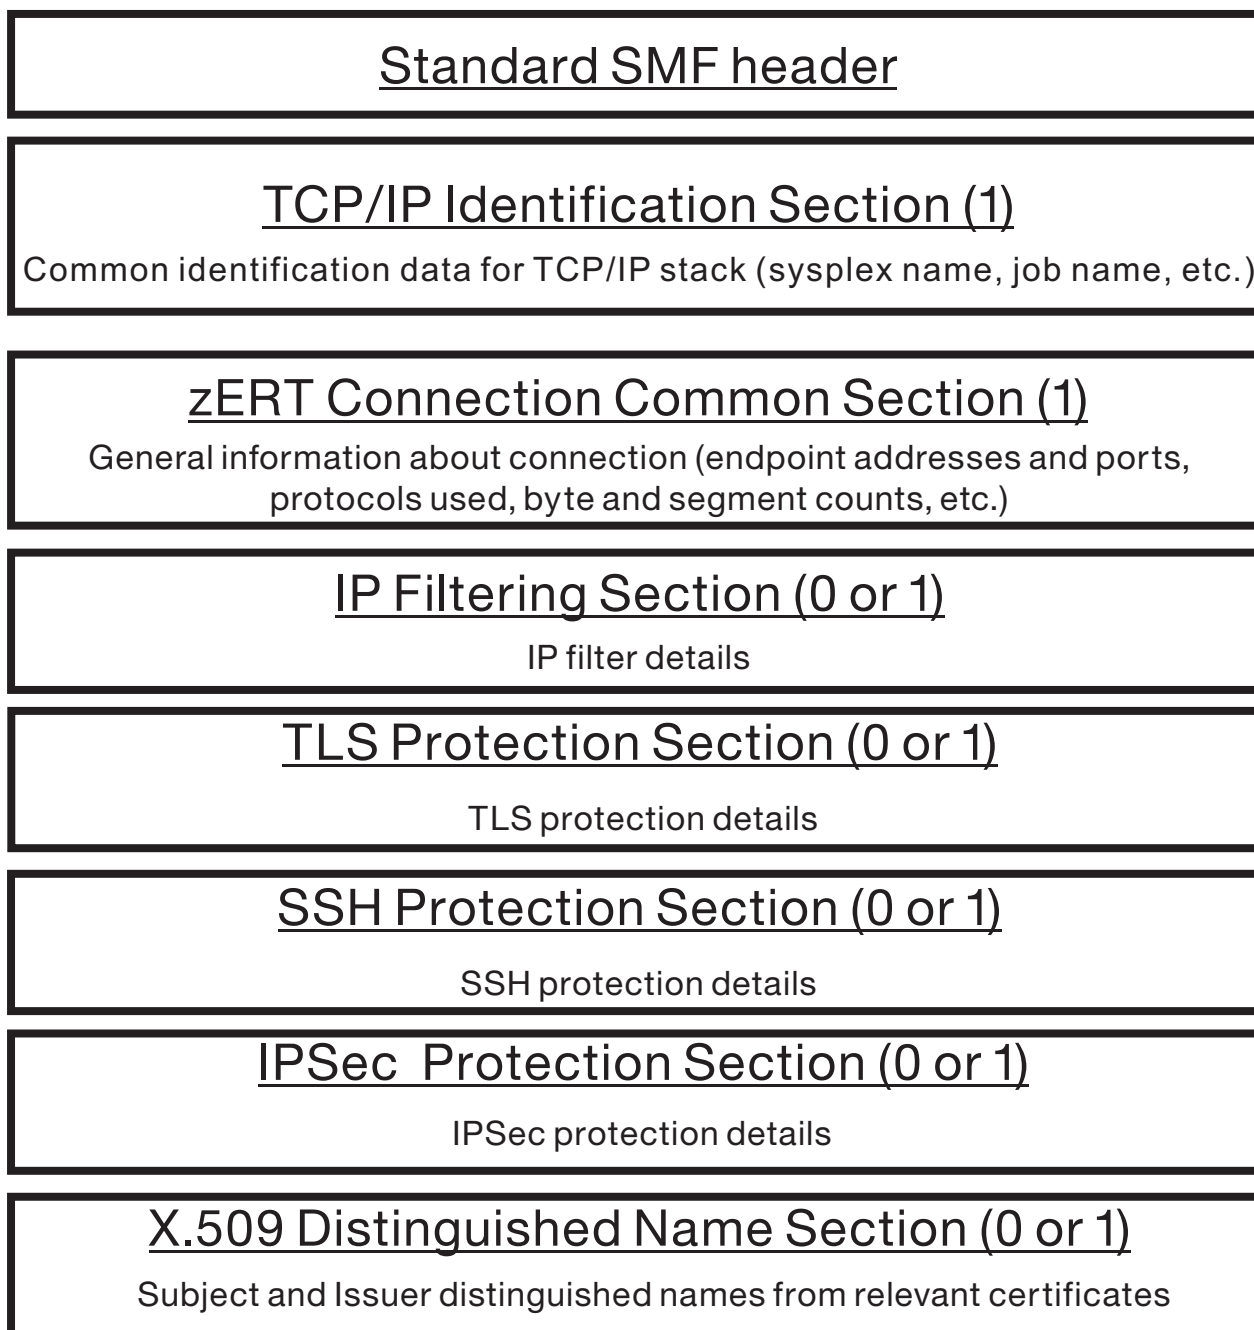 Standard SMF header
TCP/IP Identification Section (1)
Common identification data for TCP/IP stack (sysplex name, job name, etc.)
zERT Connection Common Section (1)
General information about connection (endpoint addresses and ports,
protocols used, byte and segment counts, etc.)
IP Filtering Section (0 or 1)
IP filter details
TLS Protection Section (0 or 1)
TLS protection details
SSH Protection Section (0 or 1)
SSH protection details
IPSec Protection Section (0 or 1)
IPSec protection details
X.509 Distinguished Name Section (0 or 1)
Subject and Issuer distinguished names from relevant certificates